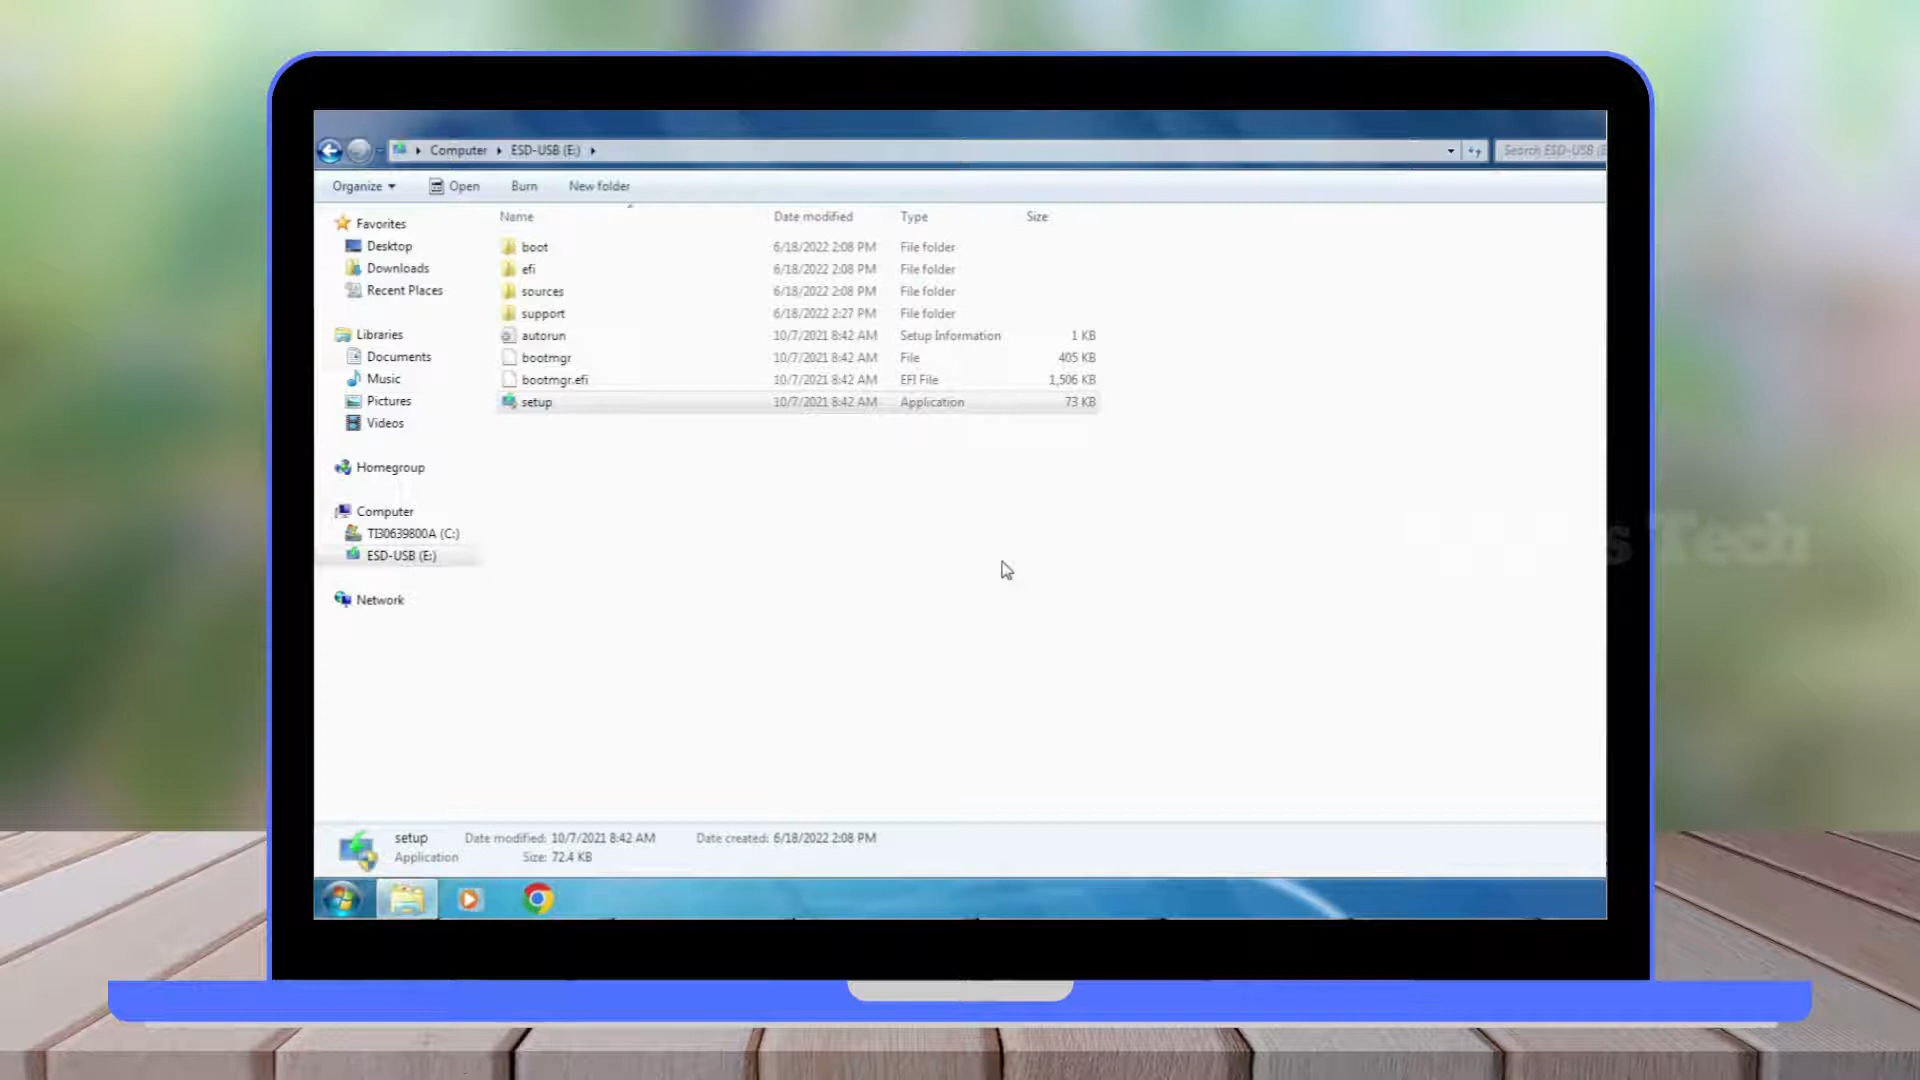 Computer ESD-USB (E:) Search ESD-USB (E
Organize Open Burn New folder
Name Date modified Type Size
Favorites
Desktop
Downloads
Recent Places
Libraries
Documents
Music
Pictures
Videos
Homegroup
Computer
TI30639800A (C:)
ESD-USB (E:)
Network
boot 6/18/2022 2:08 PM File folder
efi 6/18/2022 2:08 PM File folder
sources 6/18/2022 2:08 PM File folder
support 6/18/2022 2:27 PM File folder
autorun 10/7/2021 8:42 AM Setup Information 1 KB
bootmgr 10/7/2021 8:42 AM File 405 KB
bootmgr.efi 10/7/2021 8:42 AM EFI File 1,506 KB
setup 10/7/2021 8:42 AM Application 73 KB
s Tech
setup Date modified: 10/7/2021 8:42 AM Date created: 6/18/2022 2:08 PM
Application Size: 72.4 KB